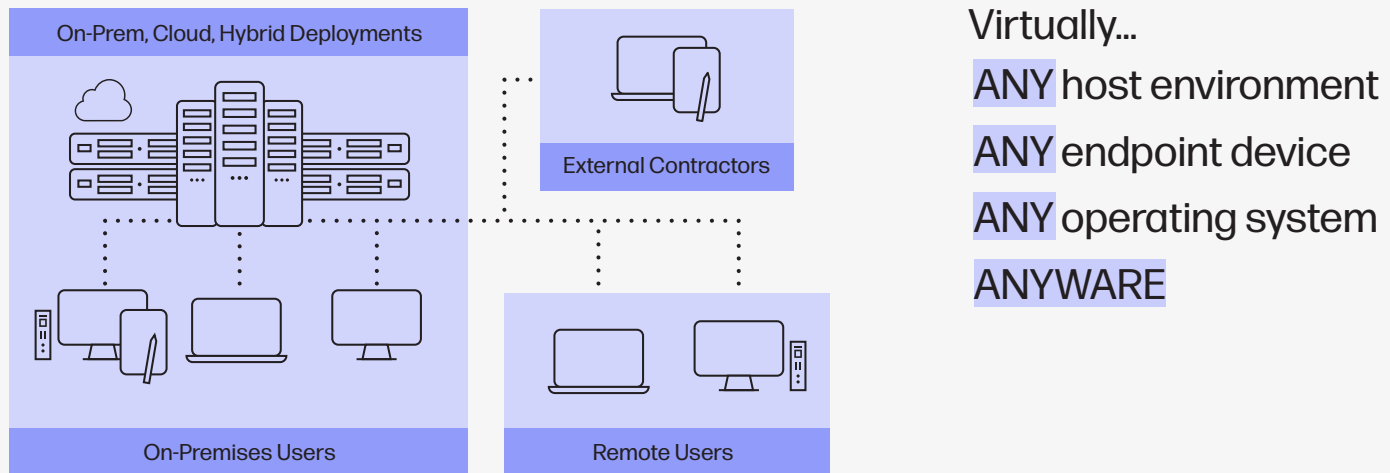 On-Prem, Cloud, Hybrid Deployments
External Contractors
On-Premises Users
Remote Users
Virtually...
ANY host environment
ANY endpoint device
ANY operating system
ANYWARE